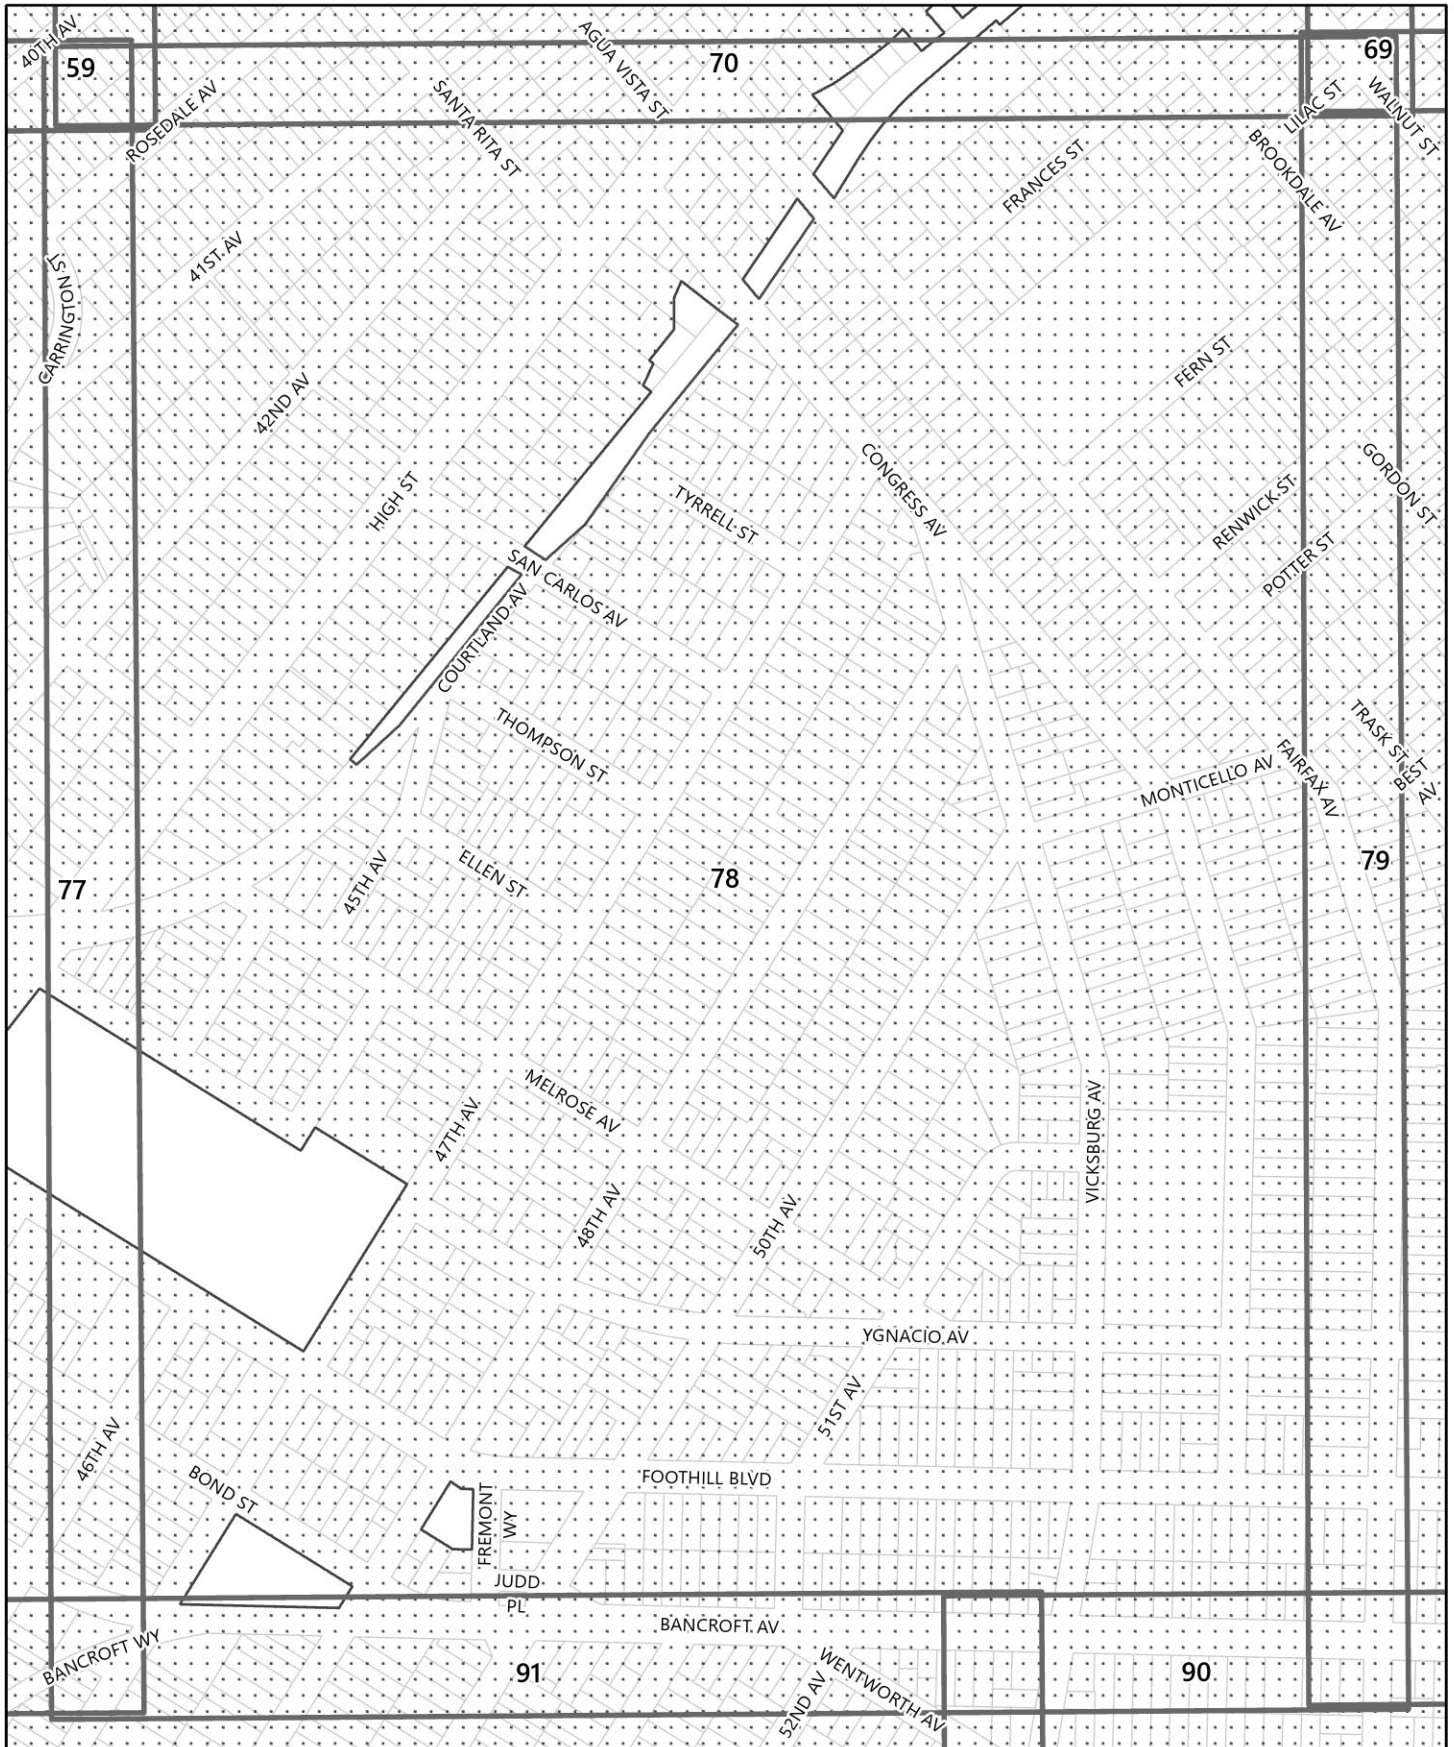 40TH AV
59
ROSEDALE AV
SANTA RITA ST
AGUA VISTA ST
70
69
LILAC ST
WALNUT ST
BROOKDALE AV
FRANCES ST
CARRINGTON ST
41ST AV
42ND AV
HIGH ST
FERN ST
CONGRESS AV
TYRRELL ST
GORDON ST
RENWICK ST
POTTER ST
SAN CARLOS AV
COURTLAND AV
THOMPSON ST
TRASK ST
BEST
AV
FAIRFAX AV
MONTICELLO AV
77
45TH AV
ELLEN ST
78
79
MELROSE AV
47TH AV
48TH AV
50TH AV
VICKSBURG AV
YGNACIO AV
51ST AV
46TH AV
BOND ST
FOOTHILL BLVD
FREMONT
WY
JUDD
PL
BANCROFT AV
BANCROFT WY
91
WENTWORTH AV
52ND AV
90